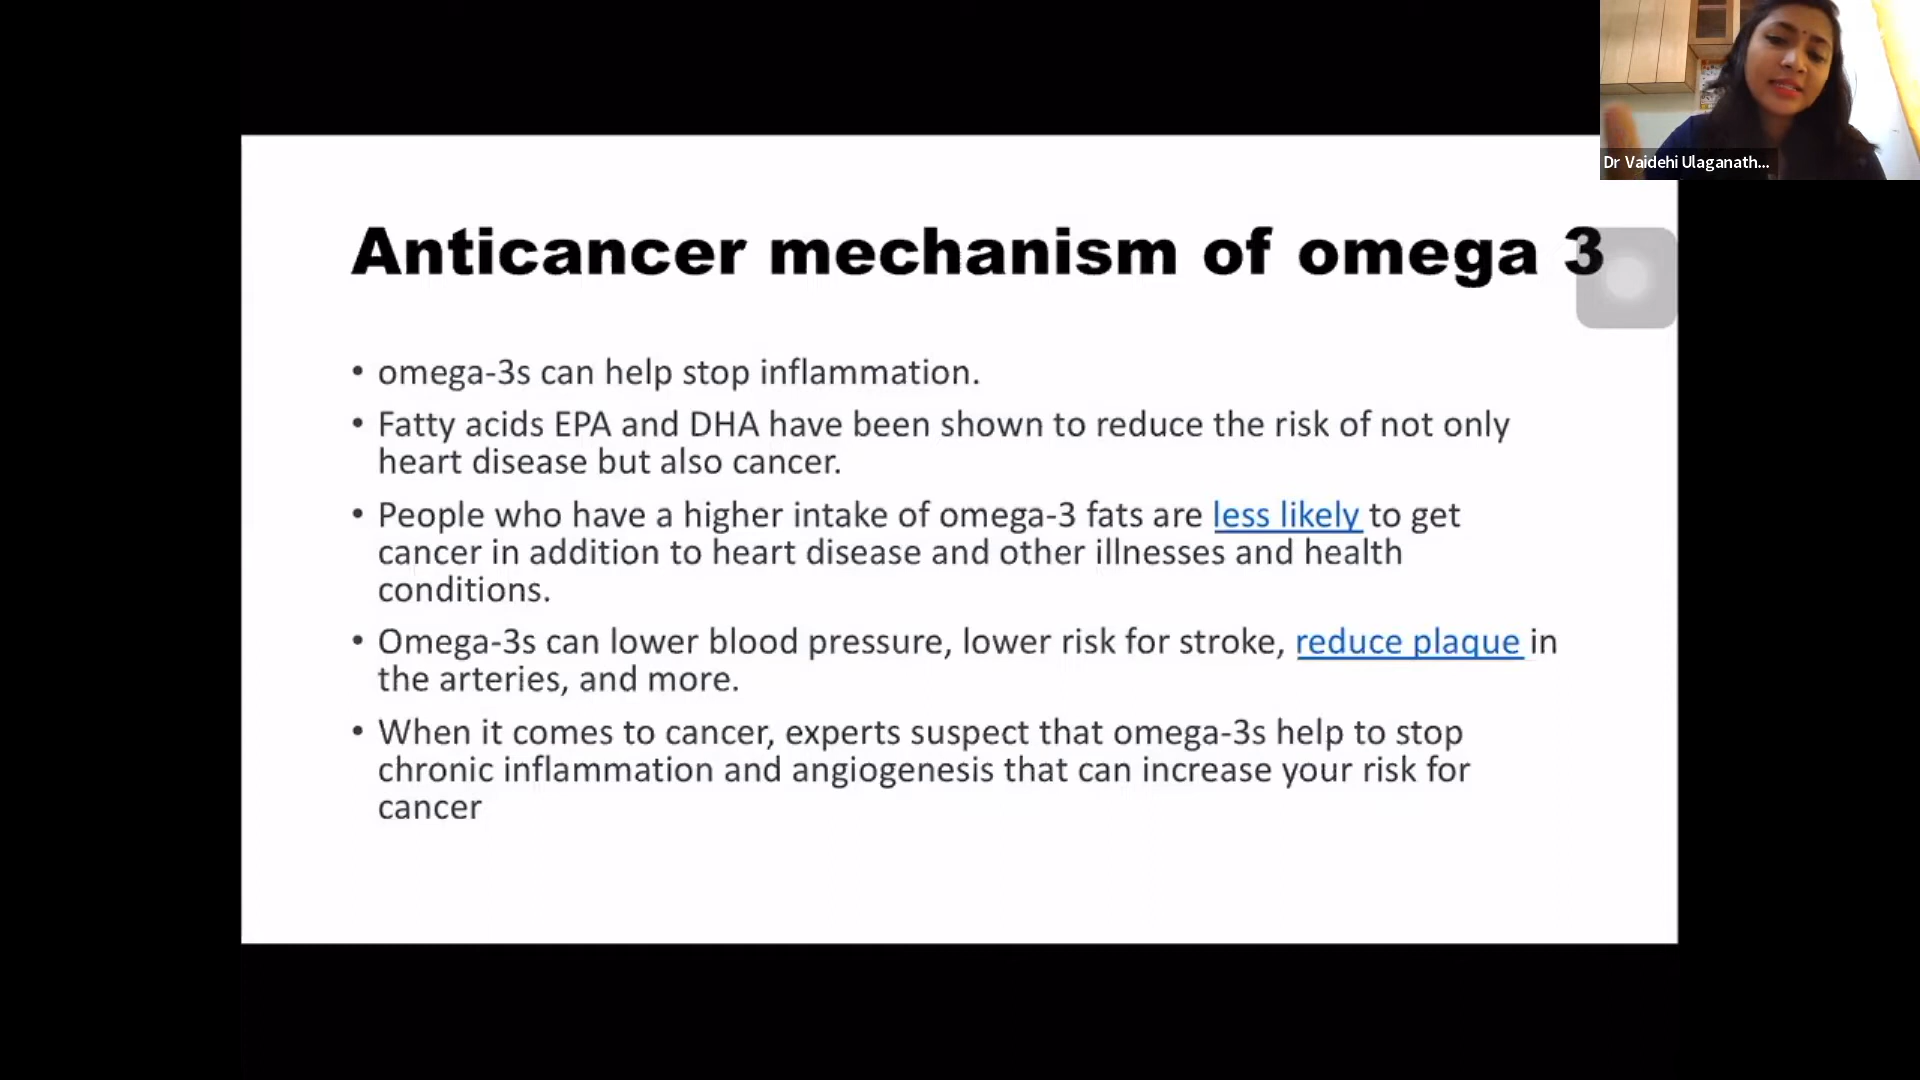 Dr Vaidehi Ulaganath...
Anticancer mechanism of omega 3
• omega-3s can help stop inflammation.
• Fatty acids EPA and DHA have been shown to reduce the risk of not only
heart disease but also cancer.
• People who have a higher intake of omega-3 fats are less likely to get
cancer in addition to heart disease and other illnesses and health
conditions.
• Omega-3s can lower blood pressure, lower risk for stroke, reduce plaque in
the arteries, and more.
• When it comes to cancer, experts suspect that omega-3s help to stop
chronic inflammation and angiogenesis that can increase your risk for
cancer